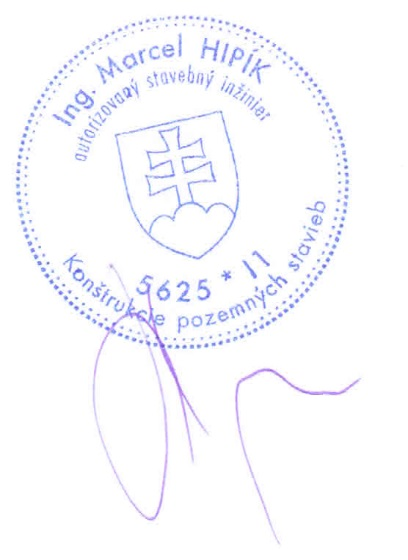 Ing. Marcel HIPÍK
autorizovaný stavebný inžinier
5625 * I1
Konštrukcie pozemných stavieb